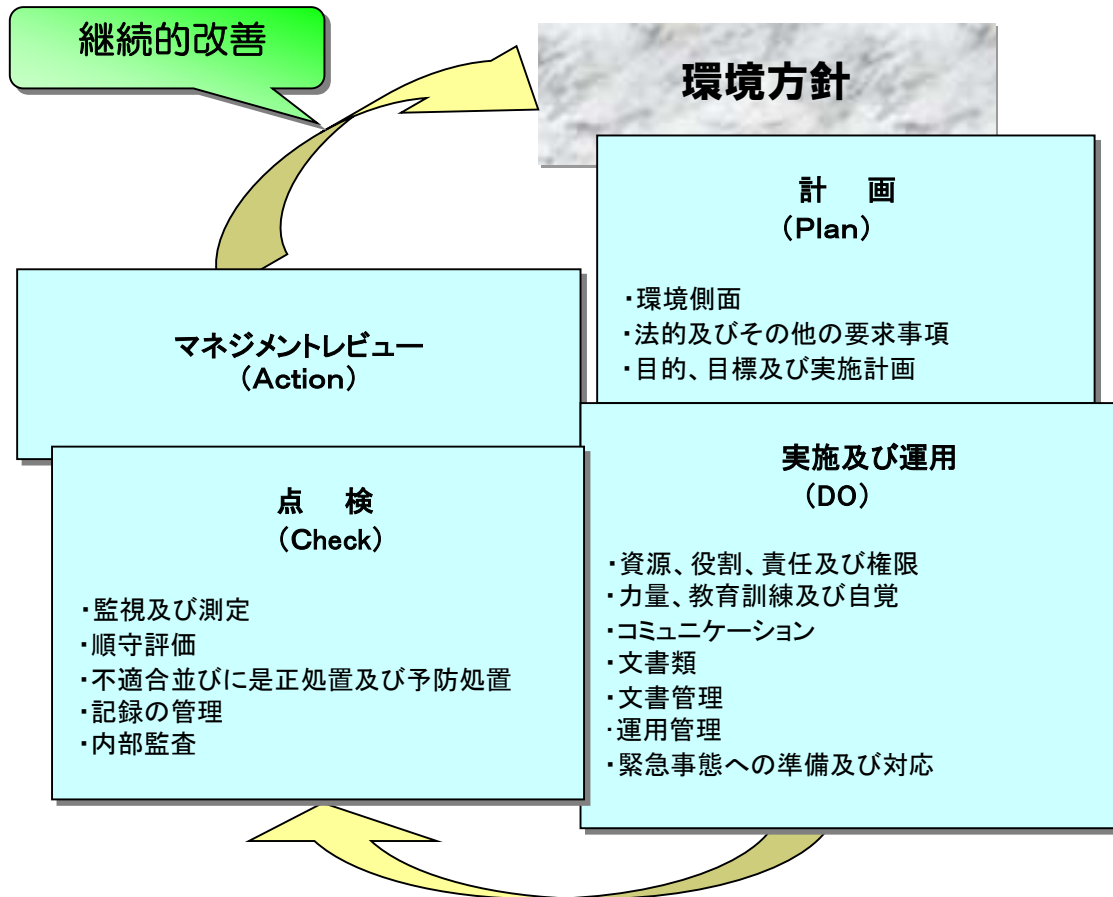 継続的改善
環境方針
計　画
（Plan）
・環境側面
・法的及びその他の要求事項
・目的、目標及び実施計画
実施及び運用
（DO）
・資源、役割、責任及び権限
・力量、教育訓練及び自覚
・コミュニケーション
・文書類
・文書管理
・運用管理
・緊急事態への準備及び対応
点　検
（Check）
・監視及び測定
・順守評価
・不適合並びに是正処置及び予防処置
・記録の管理
・内部監査
マネジメントレビュー
（Action）